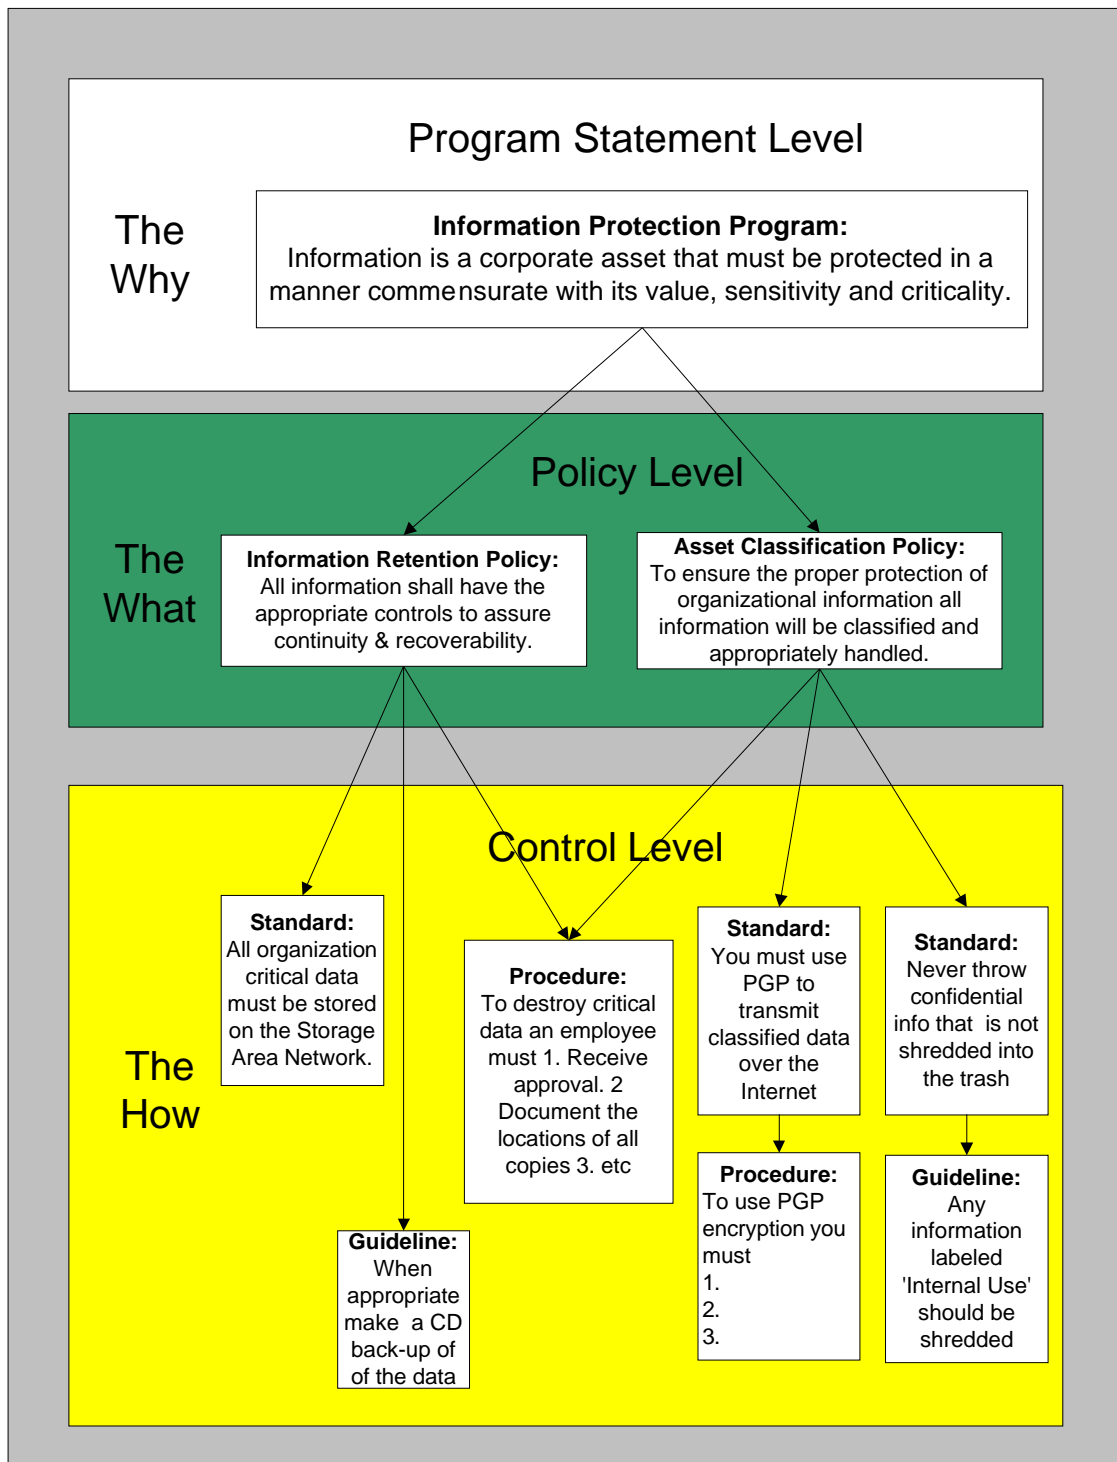 Program Statement Level
The
Why
Information Protection Program:
Information is a corporate asset that must be protected in a
manner commensurate with its value, sensitivity and criticality.
Policy Level
The
What
Information Retention Policy:
All information shall have the
appropriate controls to assure
continuity & recoverability.
Asset Classification Policy:
To ensure the proper protection of
organizational information all
information will be classified and
appropriately handled.
Control Level
The
How
Standard:
All organization
critical data
must be stored
on the Storage
Area Network.
Guideline:
When
appropriate
make a CD
back-up of
of the data
Procedure:
To destroy critical
data an employee
must 1. Receive
approval. 2
Document the
locations of all
copies 3. etc
Standard:
You must use
PGP to
transmit
classified data
over the
Internet
Procedure:
To use PGP
encryption you
must
1.
2.
3.
Standard:
Never throw
confidential
info that is not
shredded into
the trash
Guideline:
Any
information
labeled
'Internal Use'
should be
shredded